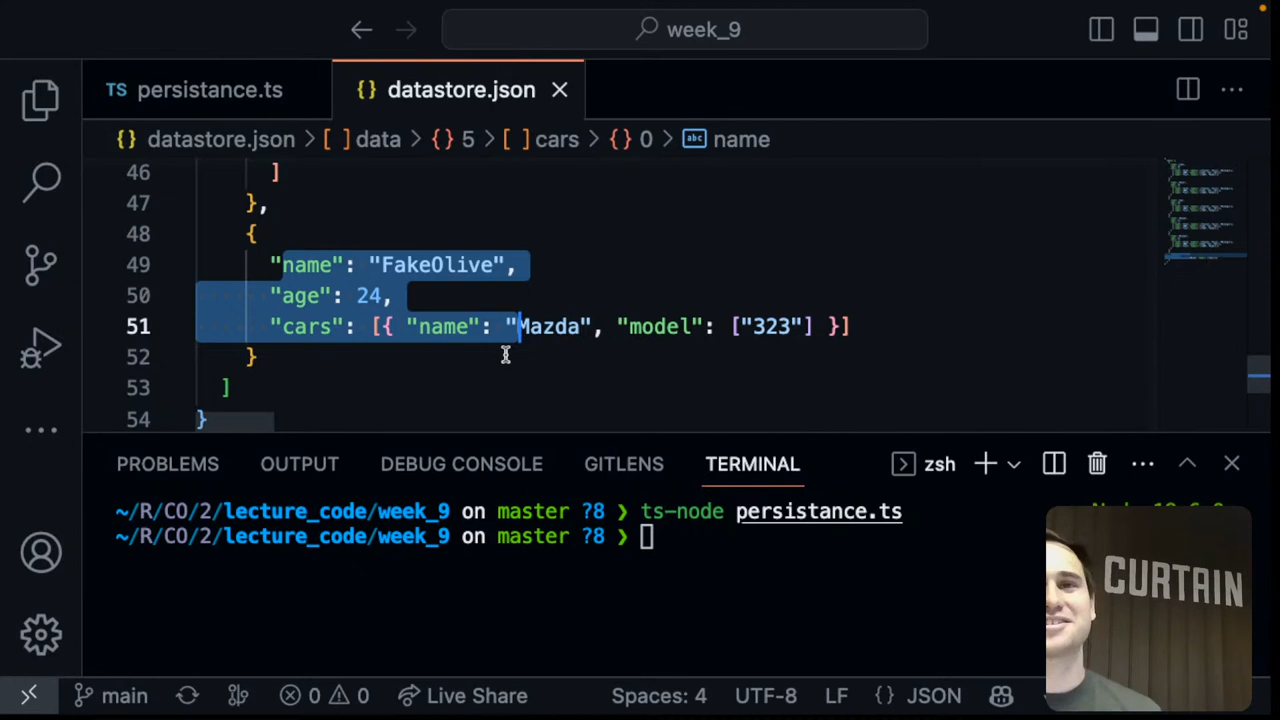 week_9
TS persistance.ts
{} datastore.json
{} datastore.json > [ ] data > {} 5 > [ ] cars > {} 0 > abc name
46 ]
47 },
48 {
49 "name": "FakeOlive",
50 "age": 24,
51 "cars": [{ "name": "Mazda", "model": ["323"] }]
52 }
53 ]
54 }
PROBLEMS OUTPUT DEBUG CONSOLE GITLENS TERMINAL zsh
~/R/CO/2/lecture_code/week_9 on master ?8 ❯ ts-node persistance.ts
~/R/CO/2/lecture_code/week_9 on master ?8 ❯
CURTAIN
main 0 0 Live Share Spaces: 4 UTF-8 LF {} JSON